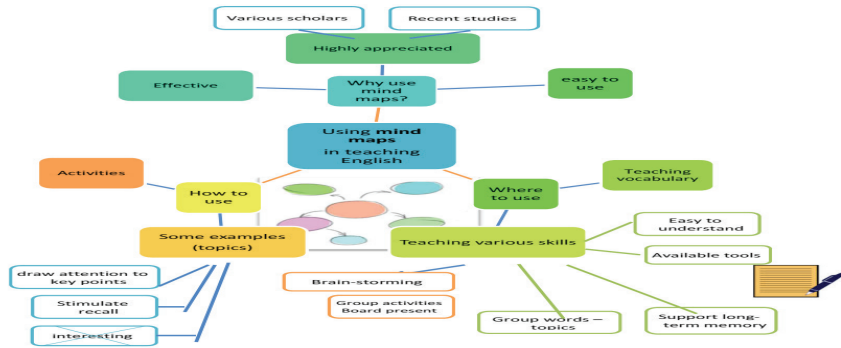 Various scholars
Recent studies
Highly appreciated
Effective
Why use
mind
maps?
easy to
use
Using mind
maps
in teaching
English
Activities
How to
use
Where
to use
Teaching
vocabulary
Some examples
(topics)
Teaching various skills
Easy to
understand
Available tools
draw attention to
key points
Stimulate
recall
interesting
Brain-storming
Group activities
Board present
Group words –
topics
Support long-
term memory